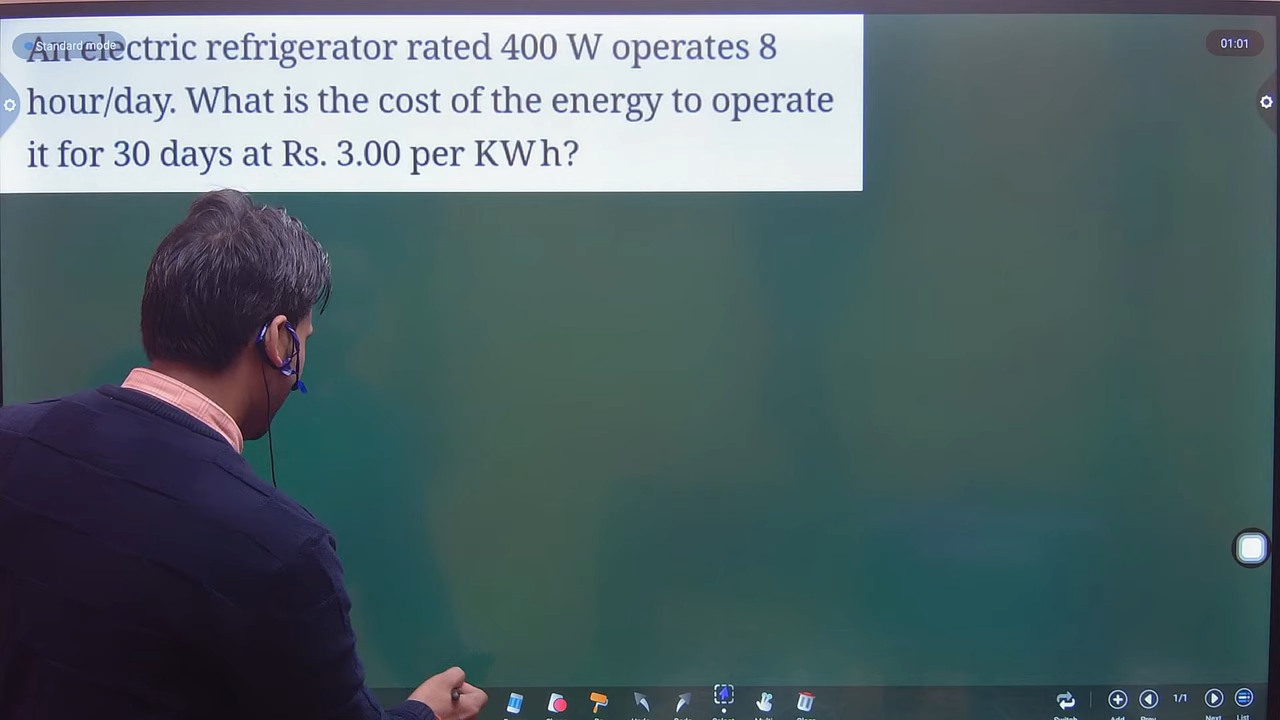 Standard mode
01:01
An electric refrigerator rated 400 W operates 8
hour/day. What is the cost of the energy to operate
it for 30 days at Rs. 3.00 per KWh?
1/1